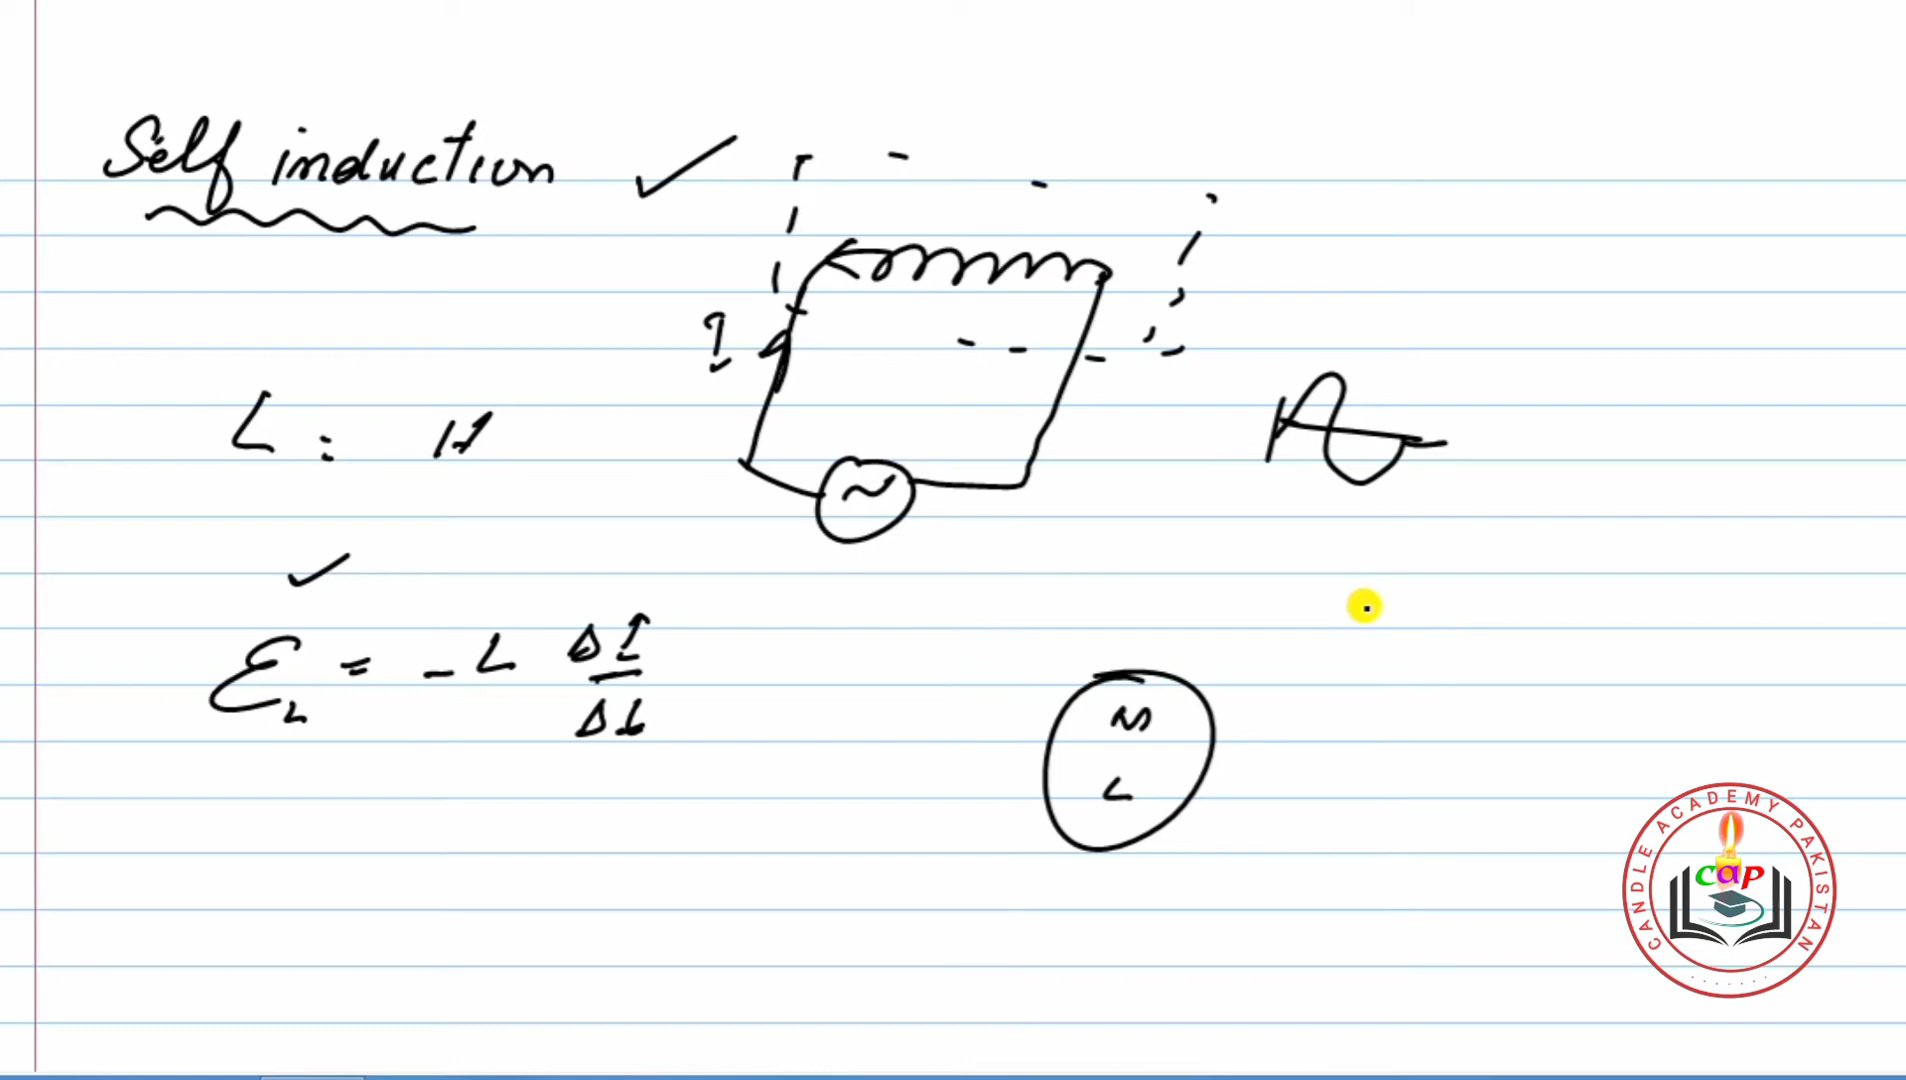 Self induction
I
L = H
~
ε_L = - L ΔI/Δt
M
L
CANDLE ACADEMY PAKISTAN
cap